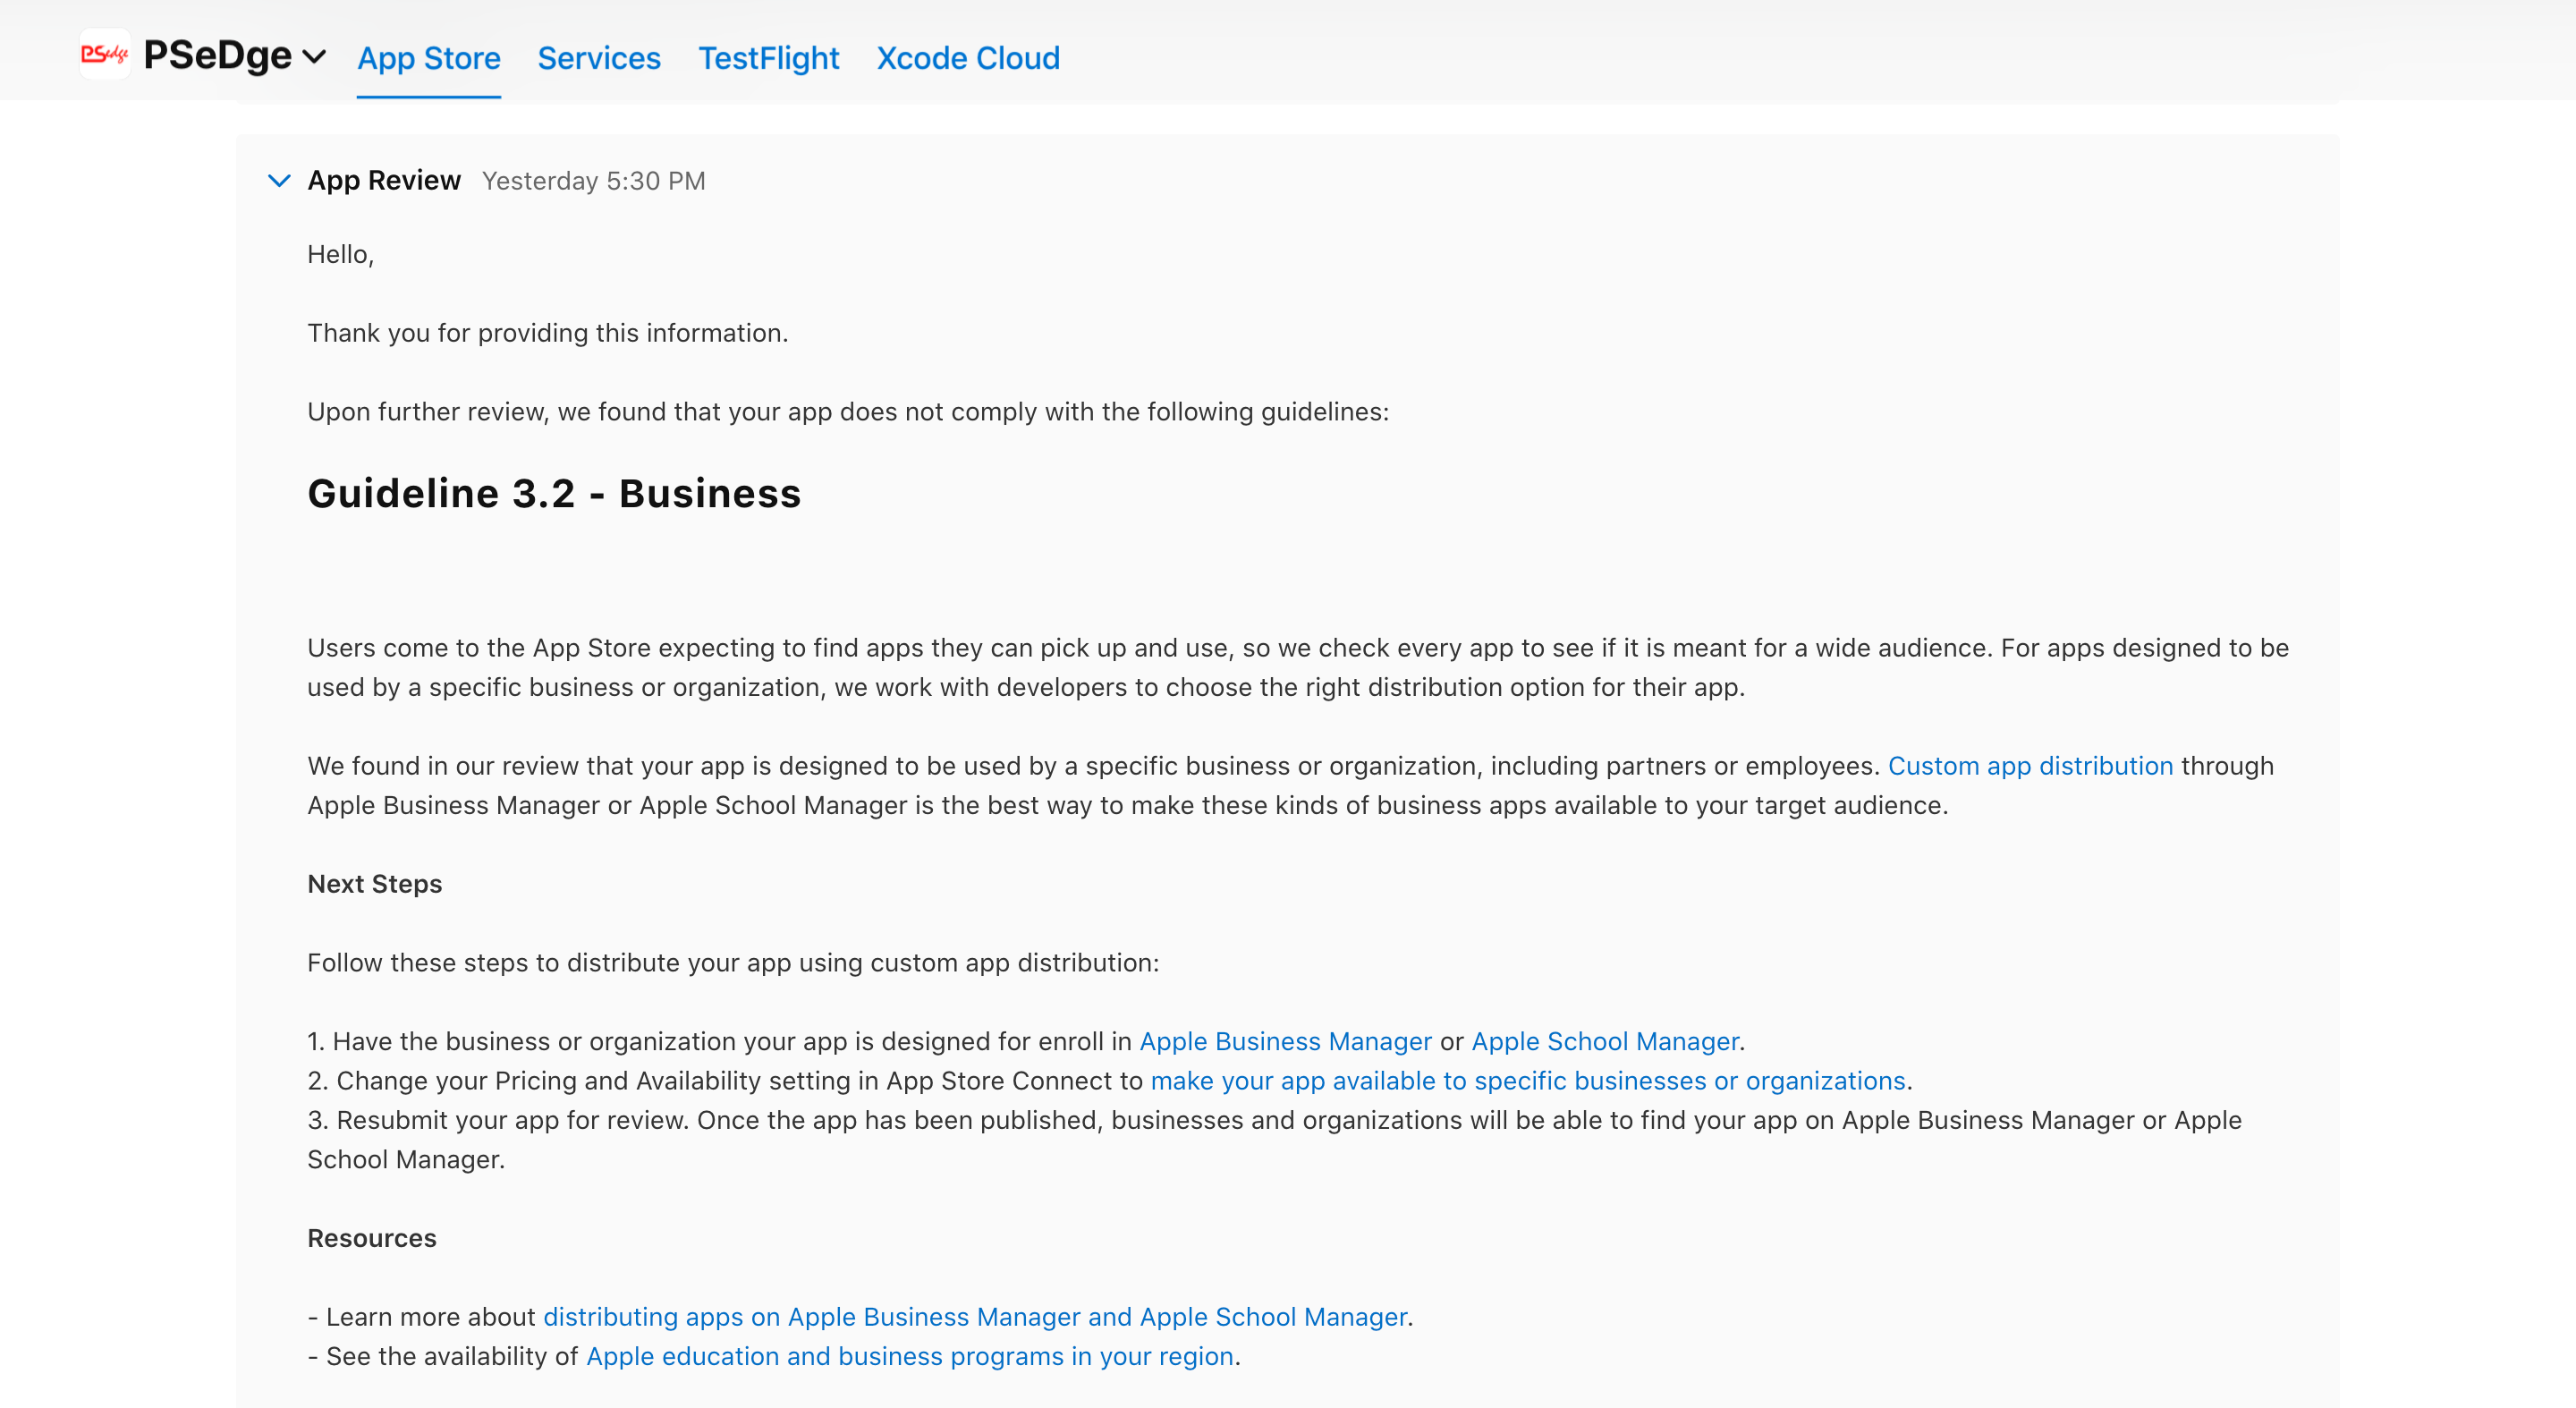 PSedge PSeDge App Store Services TestFlight Xcode Cloud
App Review Yesterday 5:30 PM
Hello,
Thank you for providing this information.
Upon further review, we found that your app does not comply with the following guidelines:
Guideline 3.2 - Business
Users come to the App Store expecting to find apps they can pick up and use, so we check every app to see if it is meant for a wide audience. For apps designed to be
used by a specific business or organization, we work with developers to choose the right distribution option for their app.
We found in our review that your app is designed to be used by a specific business or organization, including partners or employees. Custom app distribution through
Apple Business Manager or Apple School Manager is the best way to make these kinds of business apps available to your target audience.
Next Steps
Follow these steps to distribute your app using custom app distribution:
1. Have the business or organization your app is designed for enroll in Apple Business Manager or Apple School Manager.
2. Change your Pricing and Availability setting in App Store Connect to make your app available to specific businesses or organizations.
3. Resubmit your app for review. Once the app has been published, businesses and organizations will be able to find your app on Apple Business Manager or Apple
School Manager.
Resources
- Learn more about distributing apps on Apple Business Manager and Apple School Manager.
- See the availability of Apple education and business programs in your region.